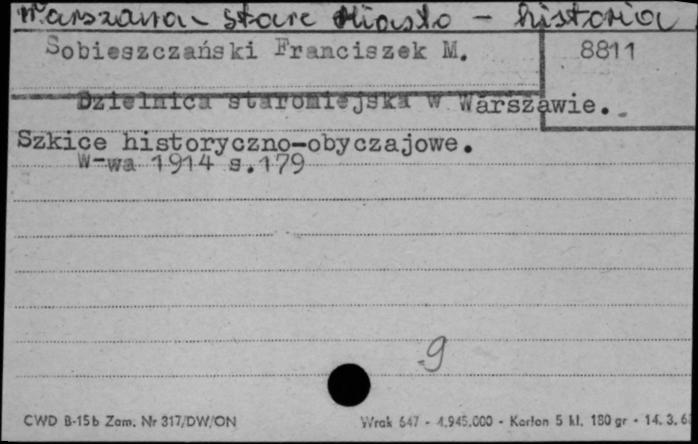 Warszawa - Stare Miasto - historia
Sobieszczański Franciszek M.
8811
Dzielnica staromiejska w Warszawie.
Szkice historyczno-obyczajowe.
W-wa 1914 s.179
9
CWD B-15b Zam. Nr 317/DW/ON
Wrak 647 - 4.945.000 - Karton 5 kl. 180 gr - 14. 3. 6